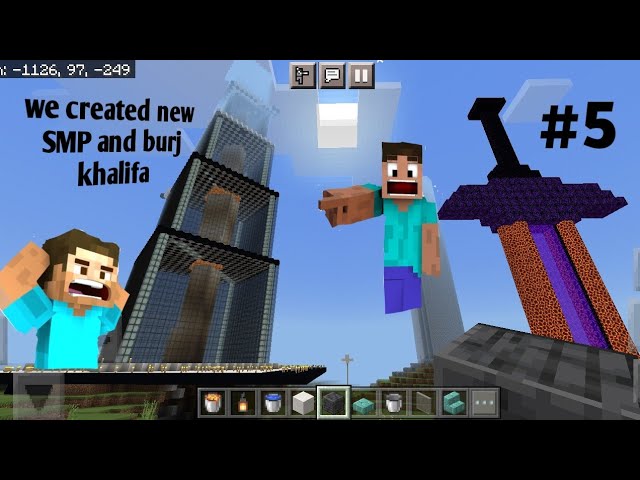 n: -1126, 97, -249
We created new
SMP and burj
khalifa
#5